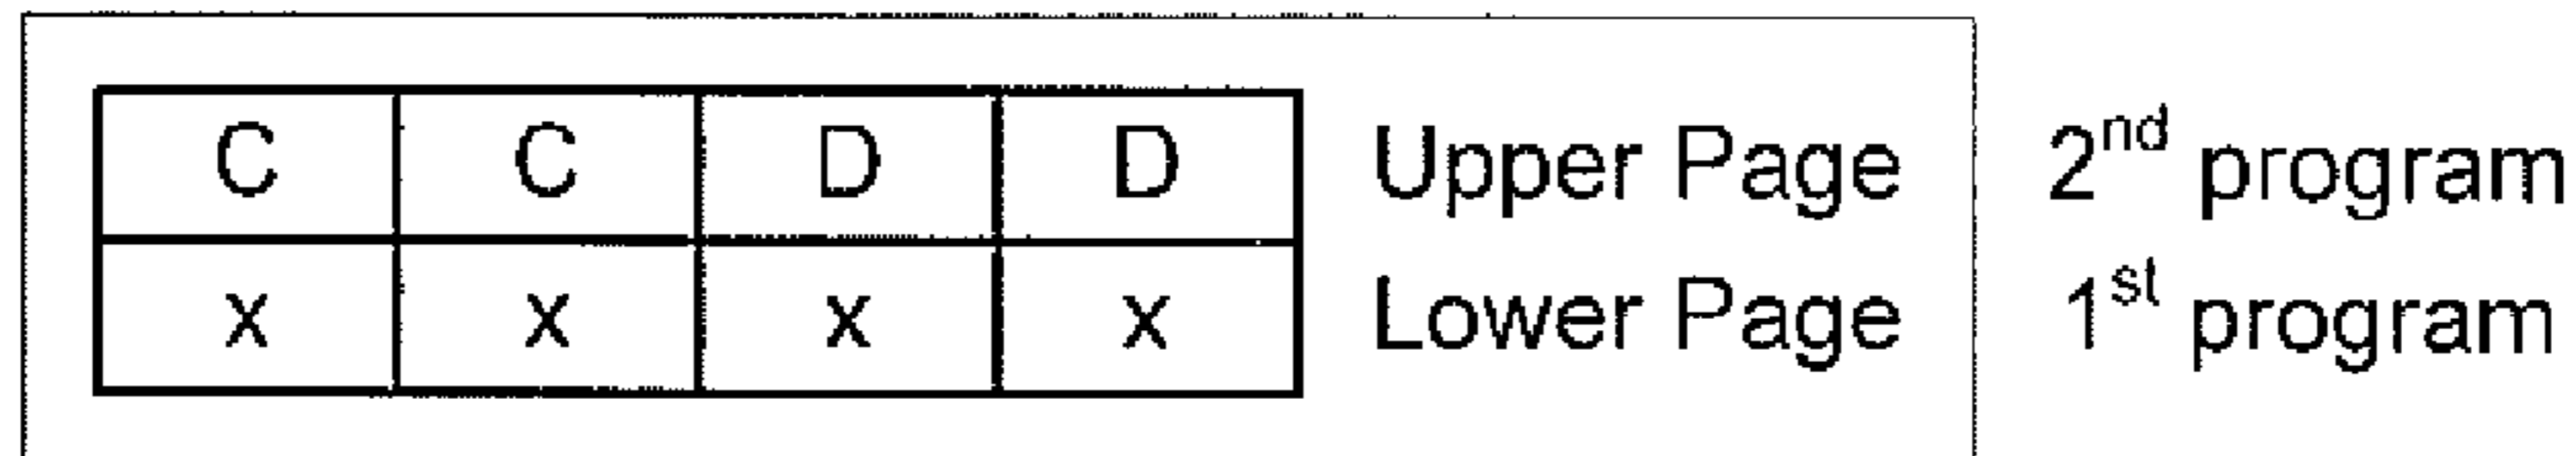 C C D D Upper Page 2nd program
x x x x Lower Page 1st program